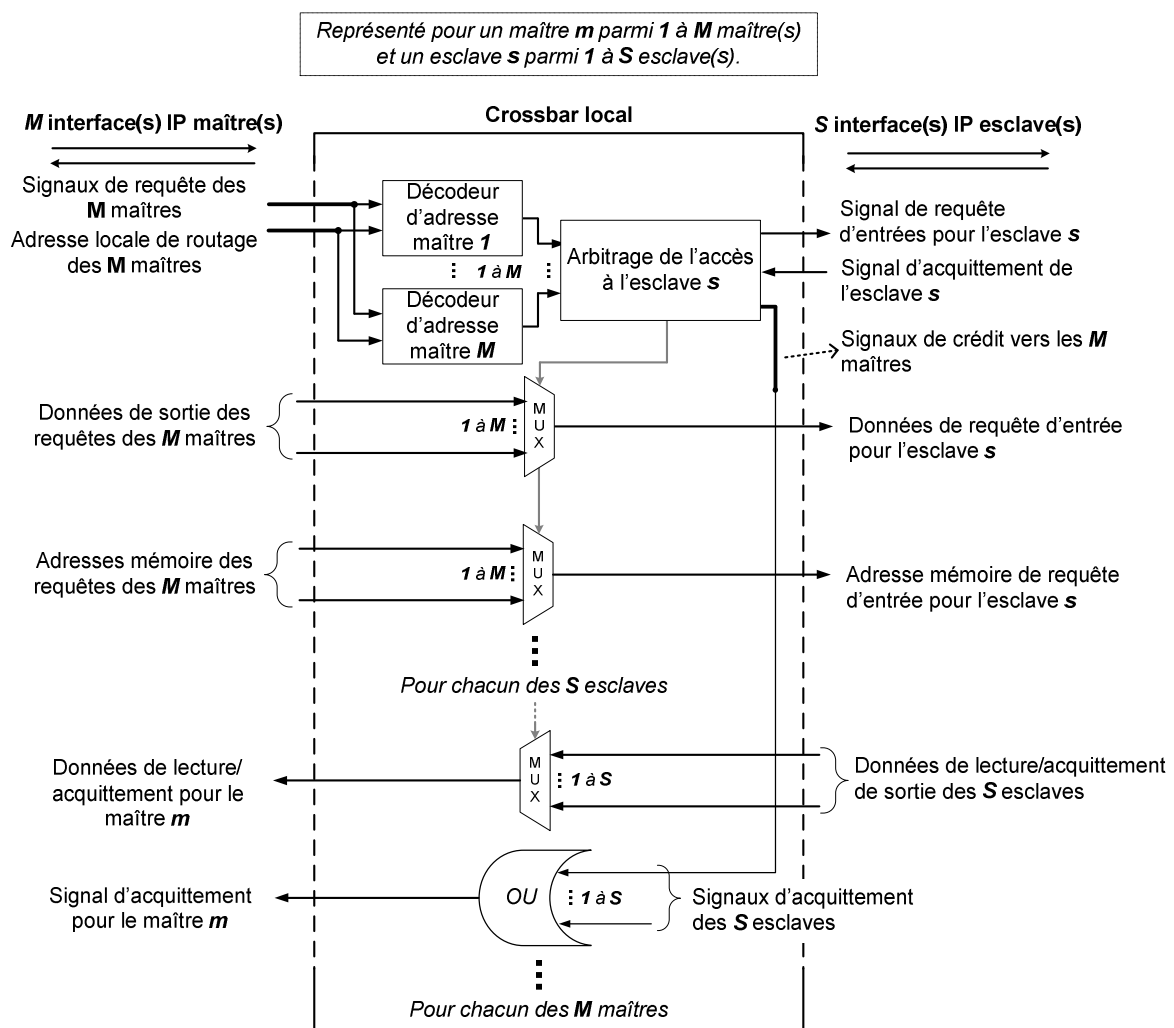 Représenté pour un maître m parmi 1 à M maître(s)
et un esclave s parmi 1 à S esclave(s).
M interface(s) IP maître(s)
Crossbar local
S interface(s) IP esclave(s)
Signaux de requête des
M maîtres
Adresse locale de routage
des M maîtres
Décodeur
d'adresse
maître 1
1 à M
Décodeur
d'adresse
maître M
Arbitrage de l'accès
à l'esclave s
Signal de requête
d'entrées pour l'esclave s
Signal d'acquittement de
l'esclave s
Signaux de crédit vers les M
maîtres
Données de sortie des
requêtes des M maîtres
1 à M
MUX
Données de requête d'entrée
pour l'esclave s
Adresses mémoire des
requêtes des M maîtres
1 à M
MUX
Adresse mémoire de requête
d'entrée pour l'esclave s
Pour chacun des S esclaves
Données de lecture/
acquittement pour le
maître m
MUX
1 à S
Données de lecture/acquittement
de sortie des S esclaves
Signal d'acquittement
pour le maître m
OU
1 à S
Signaux d'acquittement
des S esclaves
Pour chacun des M maîtres